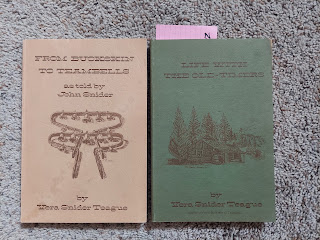 FROM BUCKSKIN
TO TEAMBELLS
as told by
John Snider
by
Vera Snider Teague
LIFE WITH
THE OLD-TIMERS
by
Vera Snider Teague